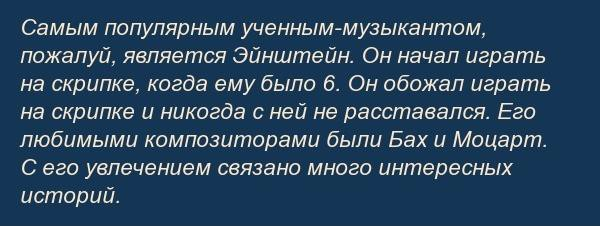 Самым популярным ученным-музыкантом,
пожалуй, является Эйнштейн. Он начал играть
на скрипке, когда ему было 6. Он обожал играть
на скрипке и никогда с ней не расставался. Его
любимыми композиторами были Бах и Моцарт.
С его увлечением связано много интересных
историй.